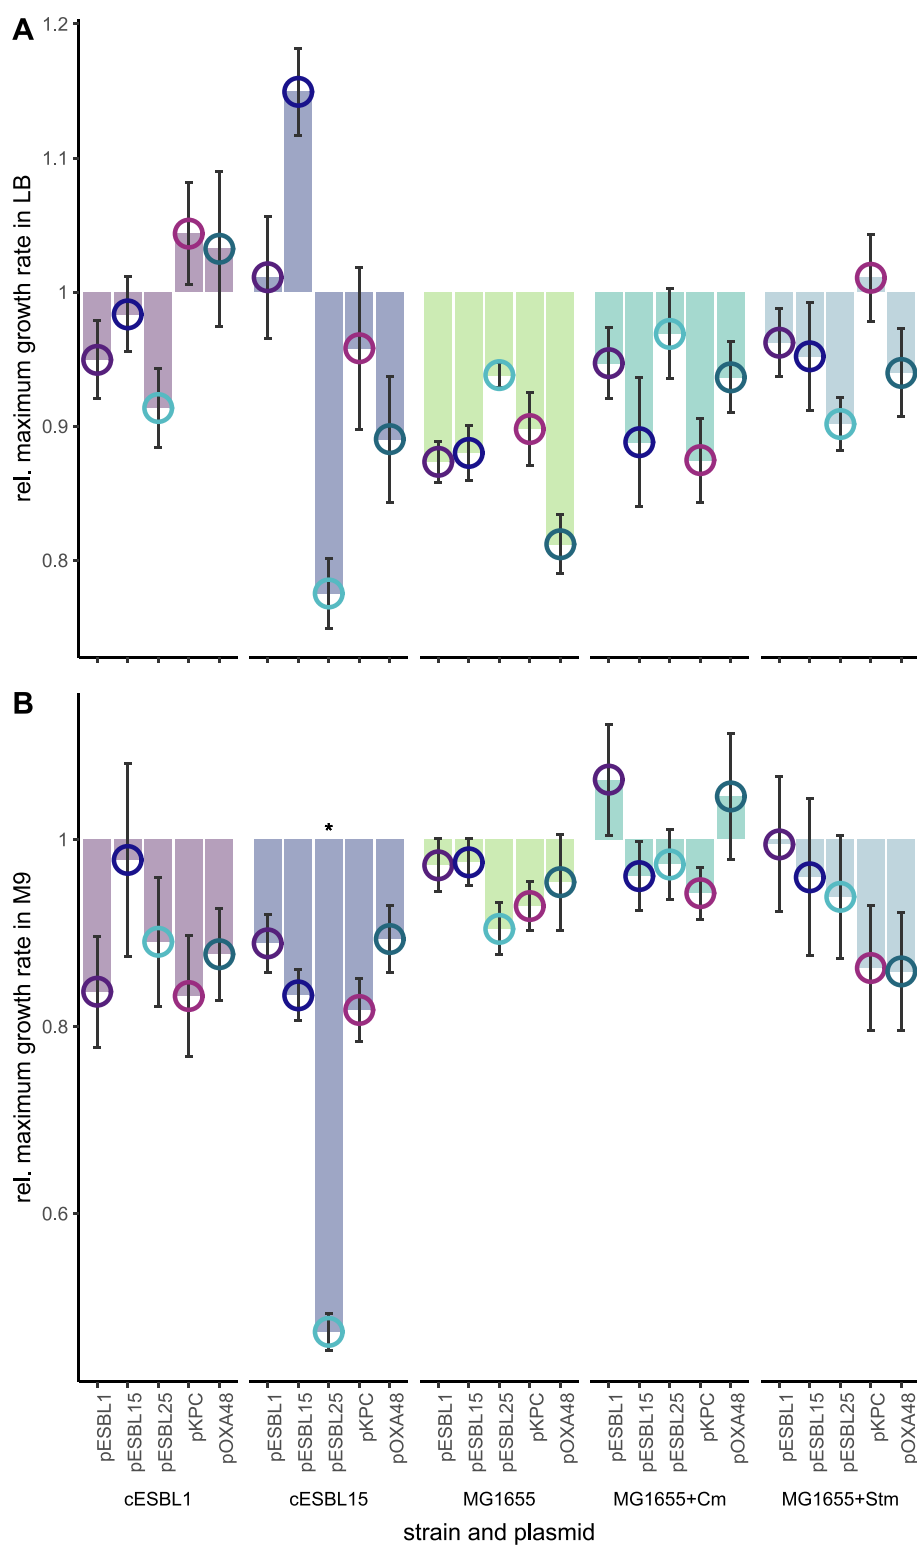 A
1.2
1.1
1
0.9
0.8
rel. maximum growth rate in LB
B
*
1
0.8
0.6
rel. maximum growth rate in M9
pESBL1 pESBL15 pESBL25 pKPC pOXA48 pESBL1 pESBL15 pESBL25 pKPC pOXA48 pESBL1 pESBL15 pESBL25 pKPC pOXA48 pESBL1 pESBL15 pESBL25 pKPC pOXA48 pESBL1 pESBL15 pESBL25 pKPC pOXA48
cESBL1 cESBL15 MG1655 MG1655+Cm MG1655+Stm
strain and plasmid